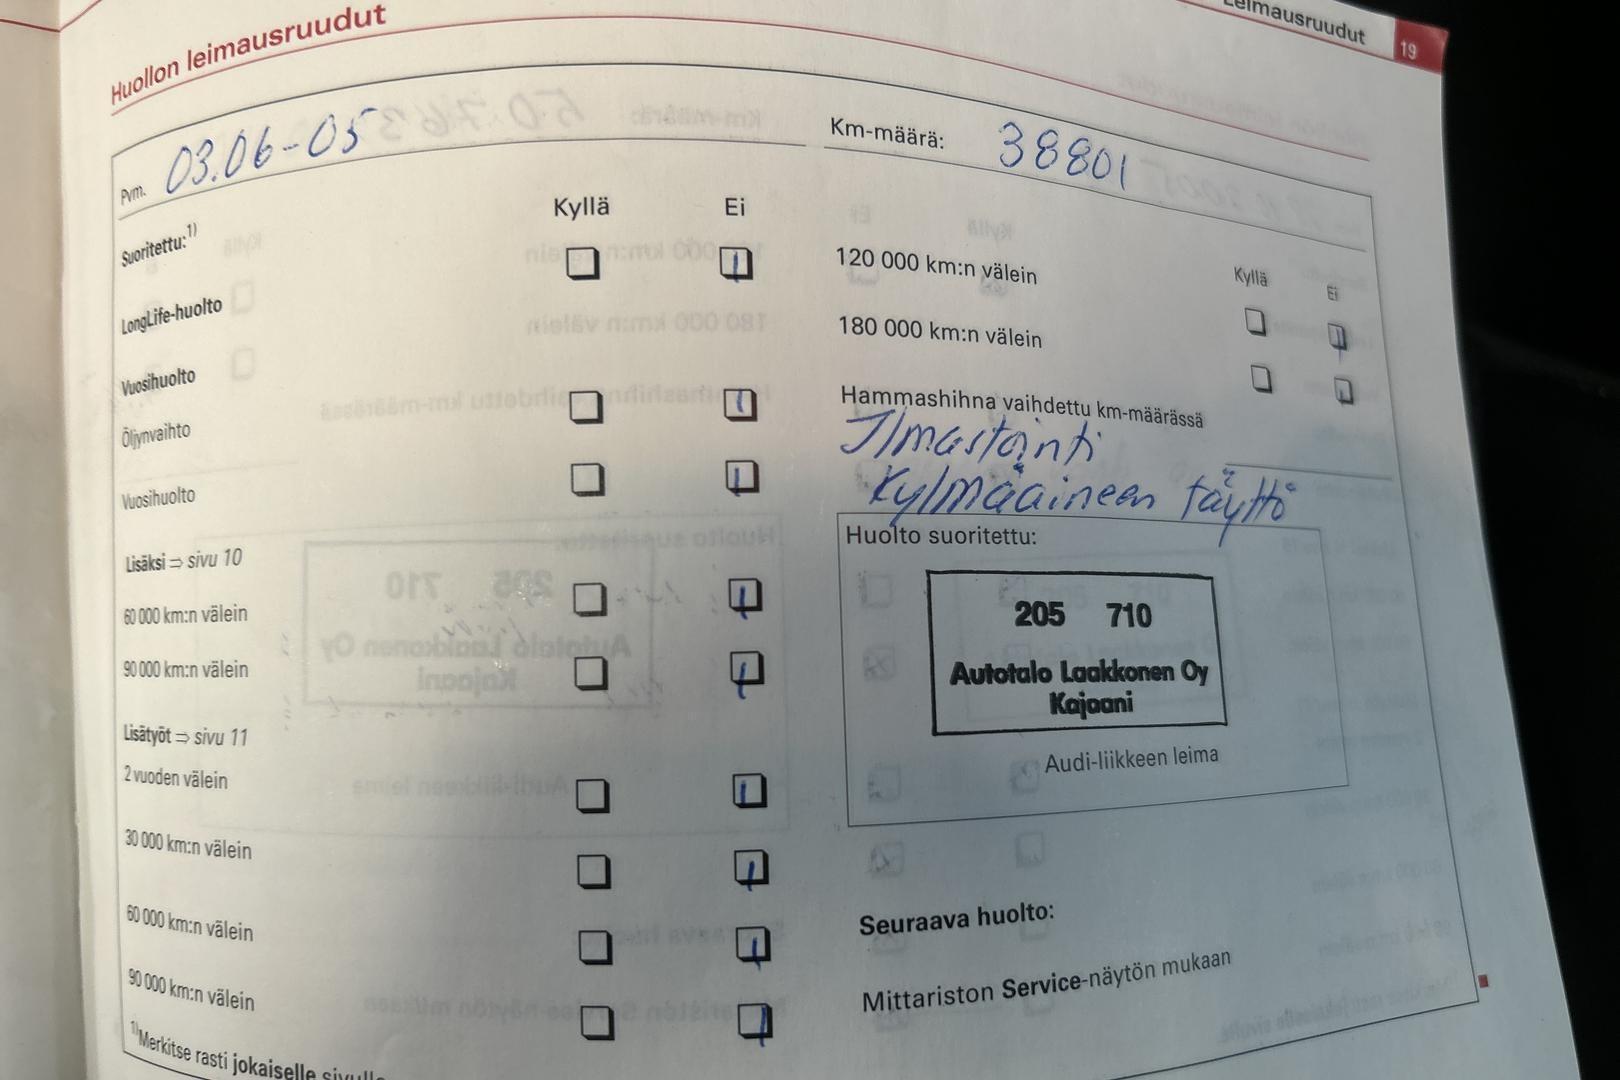 Huollon leimausruudut
Leimausruudut
19
Pvm. 03.06-05
Km-määrä: 38801
Kyllä Ei
Suoritettu:1)
LongLife-huolto
Vuosihuolto
Öljynvaihto
Vuosihuolto
Lisäksi ⇒ sivu 10
60 000 km:n välein
90 000 km:n välein
Lisätyöt ⇒ sivu 11
2 vuoden välein
30 000 km:n välein
60 000 km:n välein
90 000 km:n välein
1)Merkitse rasti jokaiselle sivulle
Kyllä Ei
120 000 km:n välein
180 000 km:n välein
Hammashihna vaihdettu km-määrässä
Ilmastointi
Kylmäaineen täyttö
Huolto suoritettu:
205 710
Autotalo Laakkonen Oy
Kajaani
Audi-liikkeen leima
Seuraava huolto:
Mittariston Service-näytön mukaan